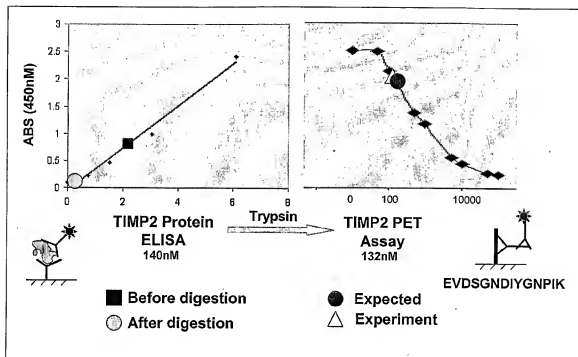 ABS (450nM)
3
2.5
2
1.5
1
0.5
0
0 2 4 6 8
0 100 10000
TIMP2 Protein
ELISA
140nM
Trypsin
TIMP2 PET
Assay
132nM
EVDSGNDIYGNPIK
Before digestion
After digestion
Expected
Experiment